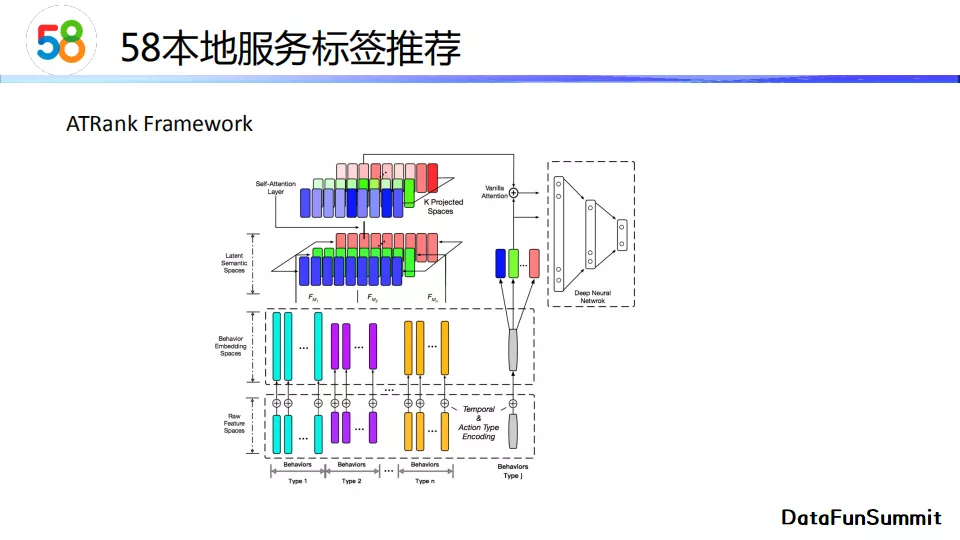 58
58本地服务标签推荐
ATRank Framework
Self-Attention
Layer
K Projected
Spaces
Vanilla
Attention
Latent
Semantic
Spaces
F_{M_1}
F_{M_2}
F_{M_n}
Deep Neural
Netwrok
Behavior
Embedding
Spaces
Raw
Feature
Spaces
Temporal
&
Action Type
Encoding
Behaviors
Type 1
Behaviors
Type 2
Behaviors
Type n
Behaviors
Type j
DataFunSummit